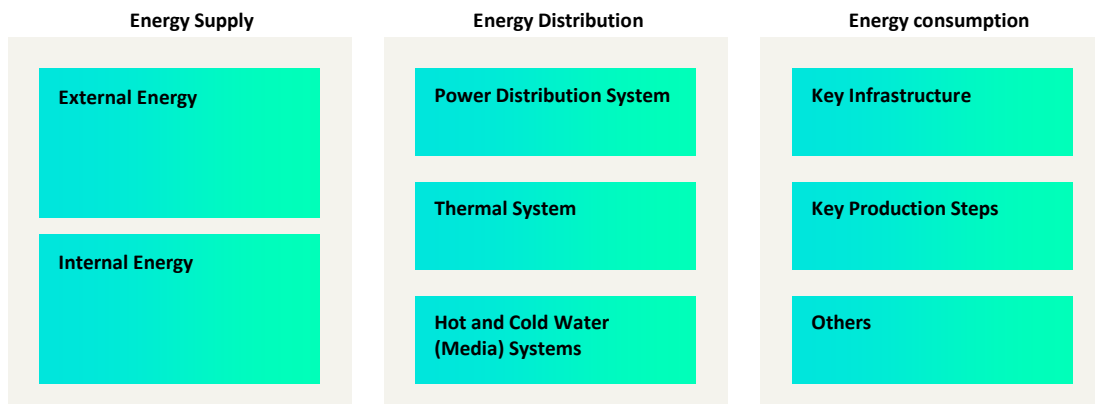 Energy Supply
External Energy
Internal Energy
Energy Distribution
Power Distribution System
Thermal System
Hot and Cold Water
(Media) Systems
Energy consumption
Key Infrastructure
Key Production Steps
Others